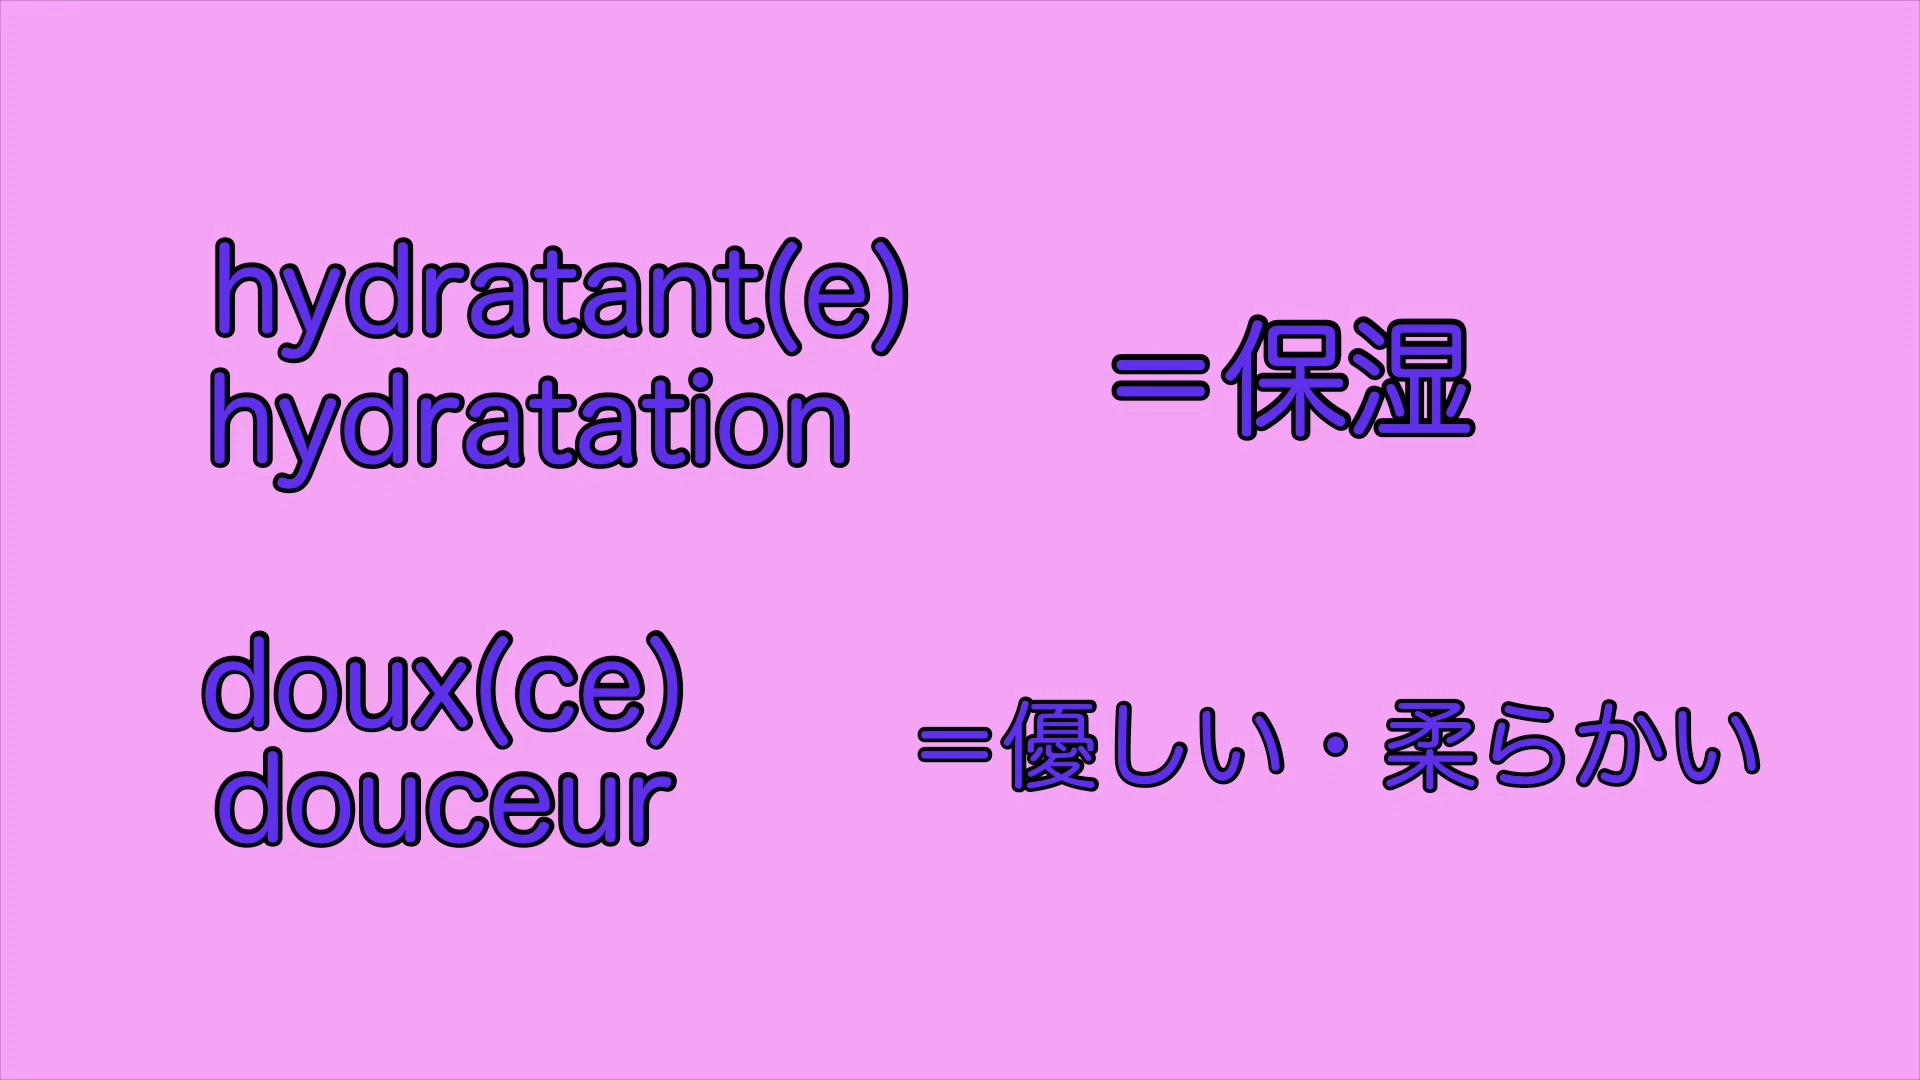 hydratant(e)
hydratation
=保湿
doux(ce)
douceur
=優しい・柔らかい